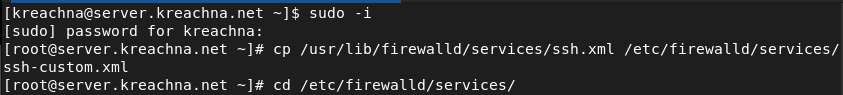 [kreachna@server.kreachna.net ~]$ sudo -i
[sudo] password for kreachna:
[root@server.kreachna.net ~]# cp /usr/lib/firewalld/services/ssh.xml /etc/firewalld/services/
ssh-custom.xml
[root@server.kreachna.net ~]# cd /etc/firewalld/services/